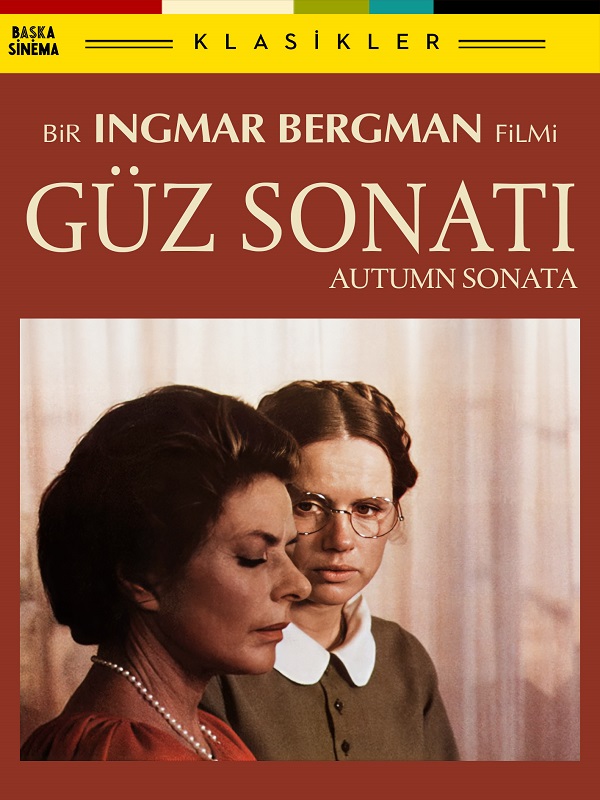 BAŞKA
SİNEMA
KLASİKLER
BİR INGMAR BERGMAN FİLMİ
GÜZ SONATI
AUTUMN SONATA